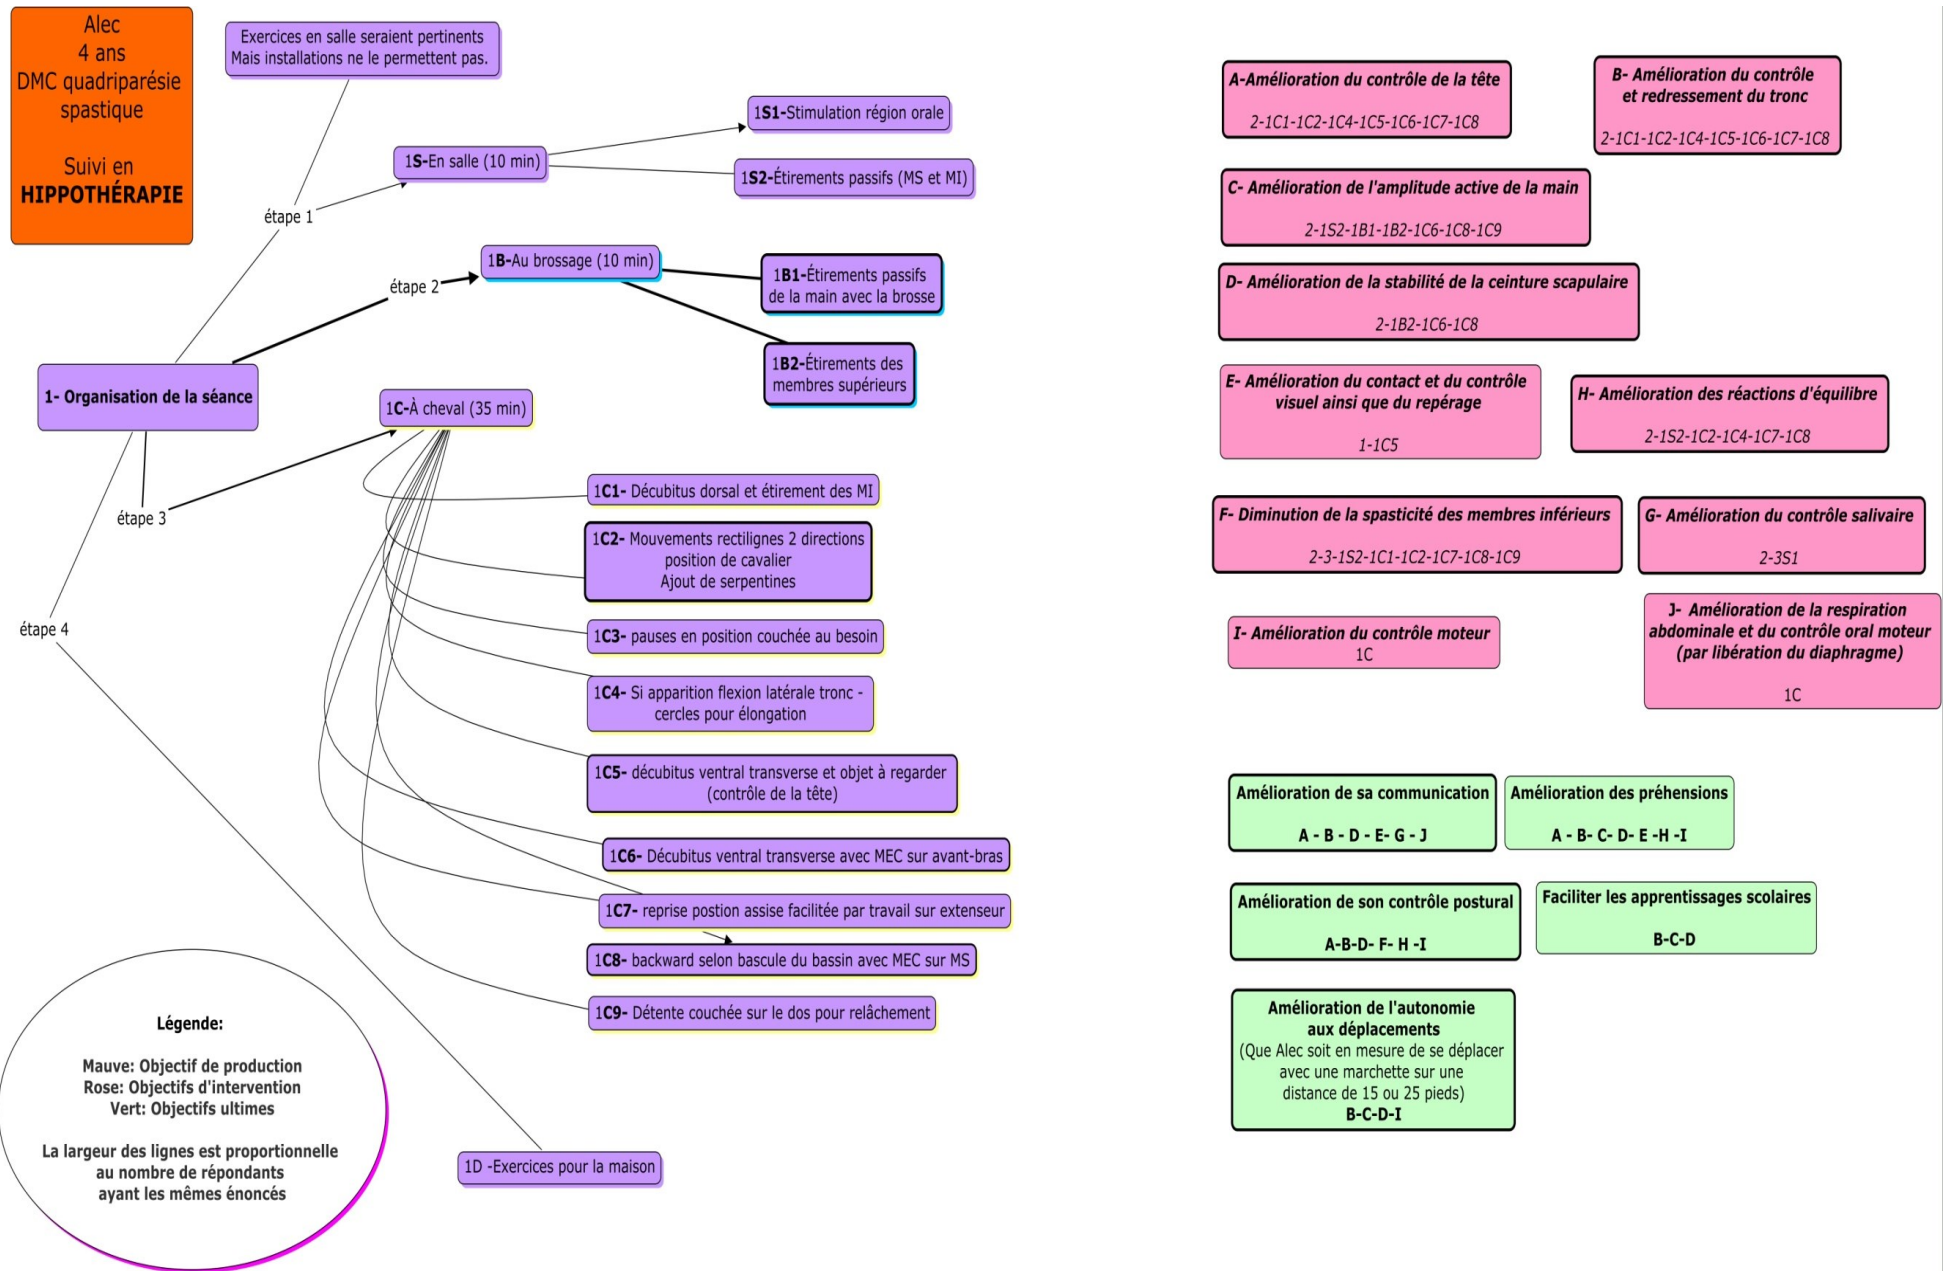 Alec
4 ans
DMC quadriparésie
spastique
Suivi en
HIPPOTHÉRAPIE
Exercices en salle seraient pertinents
Mais installations ne le permettent pas.
étape 1
1S-En salle (10 min)
1S1-Stimulation région orale
1S2-Étirements passifs (MS et MI)
étape 2
1B-Au brossage (10 min)
1B1-Étirements passifs
de la main avec la brosse
1B2-Étirements des
membres supérieurs
1- Organisation de la séance
étape 3
1C-À cheval (35 min)
1C1- Décubitus dorsal et étirement des MI
1C2- Mouvements rectilignes 2 directions
position de cavalier
Ajout de serpentines
1C3- pauses en position couchée au besoin
1C4- Si apparition flexion latérale tronc -
cercles pour élongation
1C5- décubitus ventral transverse et objet à regarder
(contrôle de la tête)
1C6- Décubitus ventral transverse avec MEC sur avant-bras
1C7- reprise postion assise facilitée par travail sur extenseur
1C8- backward selon bascule du bassin avec MEC sur MS
1C9- Détente couchée sur le dos pour relâchement
étape 4
1D -Exercices pour la maison
Légende:
Mauve: Objectif de production
Rose: Objectifs d'intervention
Vert: Objectifs ultimes
La largeur des lignes est proportionnelle
au nombre de répondants
ayant les mêmes énoncés
A-Amélioration du contrôle de la tête
2-1C1-1C2-1C4-1C5-1C6-1C7-1C8
B- Amélioration du contrôle
et redressement du tronc
2-1C1-1C2-1C4-1C5-1C6-1C7-1C8
C- Amélioration de l'amplitude active de la main
2-1S2-1B1-1B2-1C6-1C8-1C9
D- Amélioration de la stabilité de la ceinture scapulaire
2-1B2-1C6-1C8
E- Amélioration du contact et du contrôle
visuel ainsi que du repérage
1-1C5
H- Amélioration des réactions d'équilibre
2-1S2-1C2-1C4-1C7-1C8
F- Diminution de la spasticité des membres inférieurs
2-3-1S2-1C1-1C2-1C7-1C8-1C9
G- Amélioration du contrôle salivaire
2-3S1
I- Amélioration du contrôle moteur
1C
J- Amélioration de la respiration
abdominale et du contrôle oral moteur
(par libération du diaphragme)
1C
Amélioration de sa communication
A - B - D - E- G - J
Amélioration des préhensions
A - B- C- D- E -H -I
Amélioration de son contrôle postural
A-B-D- F- H -I
Faciliter les apprentissages scolaires
B-C-D
Amélioration de l'autonomie
aux déplacements
(Que Alec soit en mesure de se déplacer
avec une marchette sur une
distance de 15 ou 25 pieds)
B-C-D-I